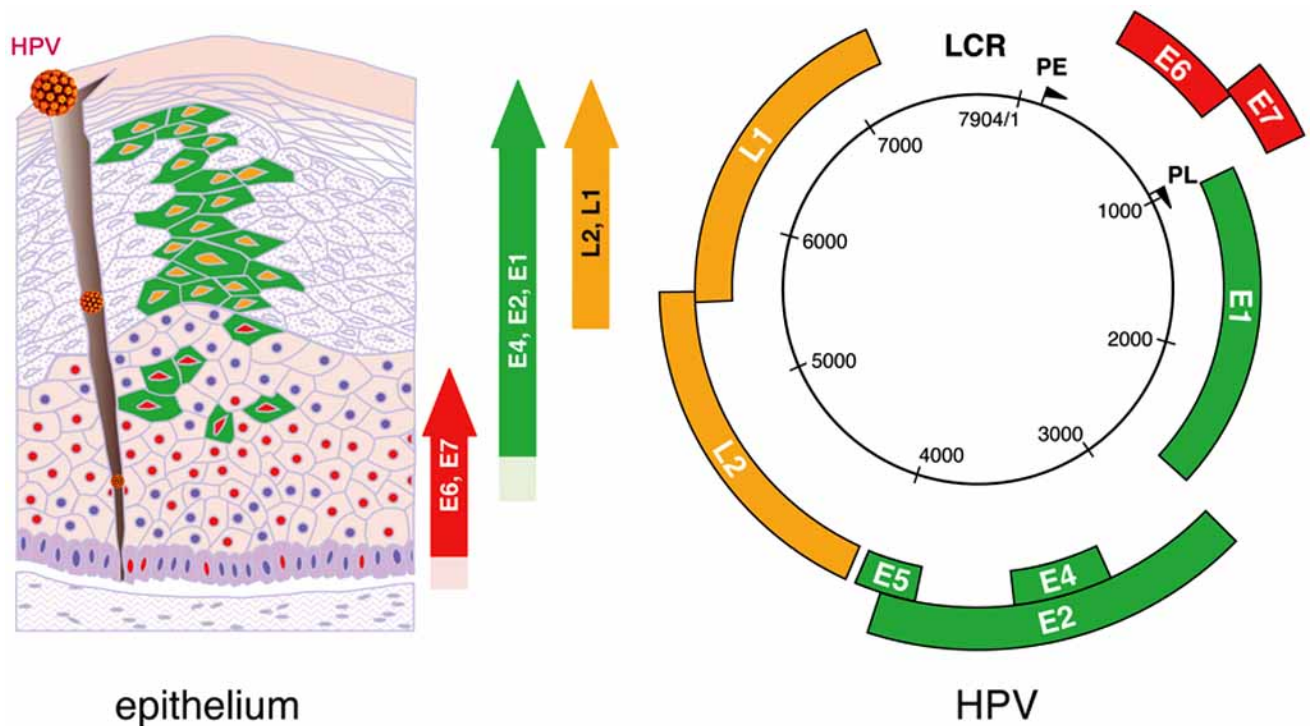 HPV
E6, E7
E4, E2, E1
L2, L1
epithelium
LCR
PE
7904/1
E6
E7
PL
1000
E1
2000
3000
E4
E2
E5
4000
L2
5000
6000
L1
7000
HPV